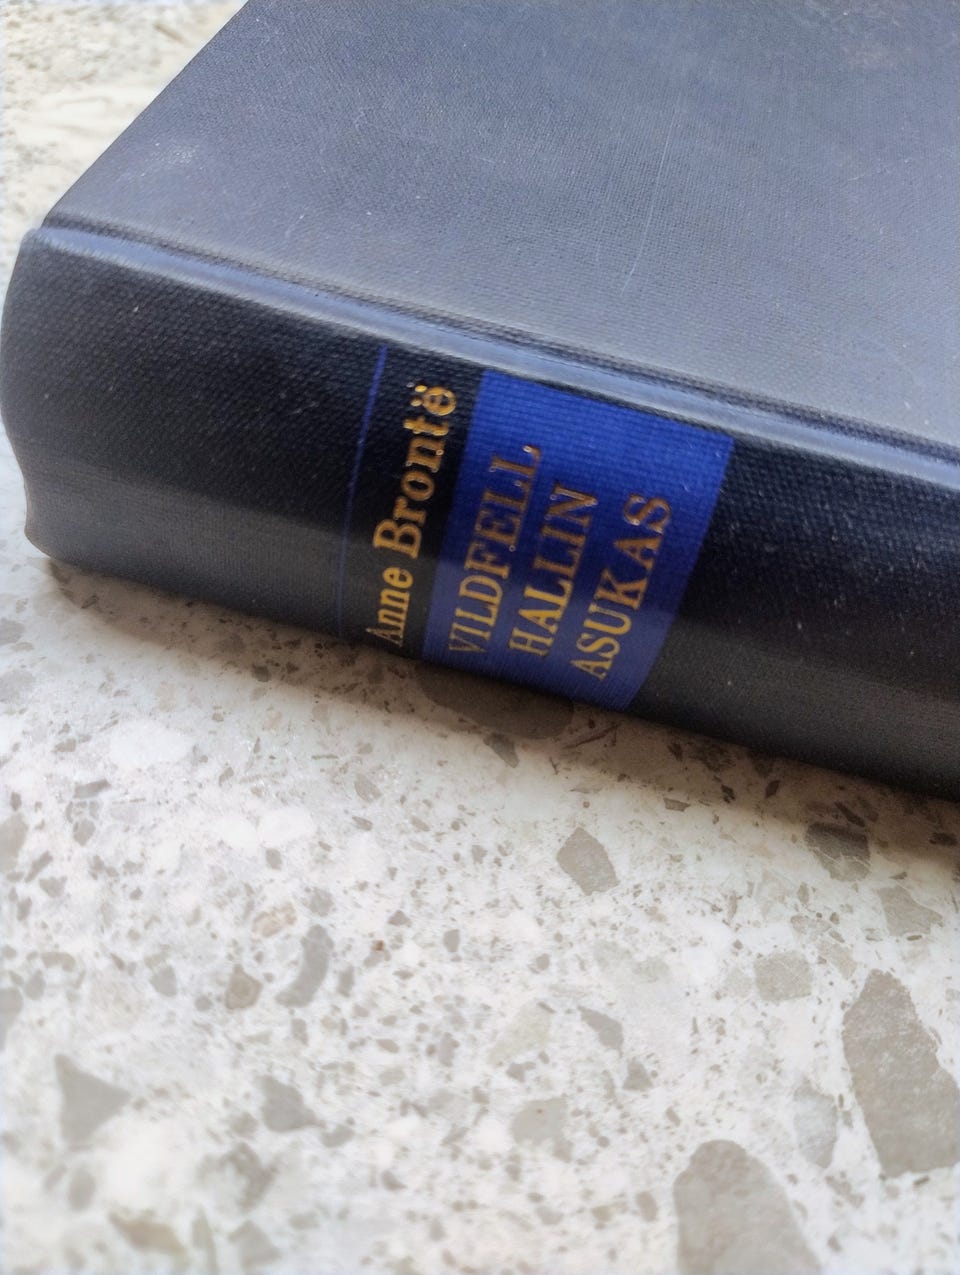 Anne Brontë
VILDFELL
HALLIN
ASUKAS